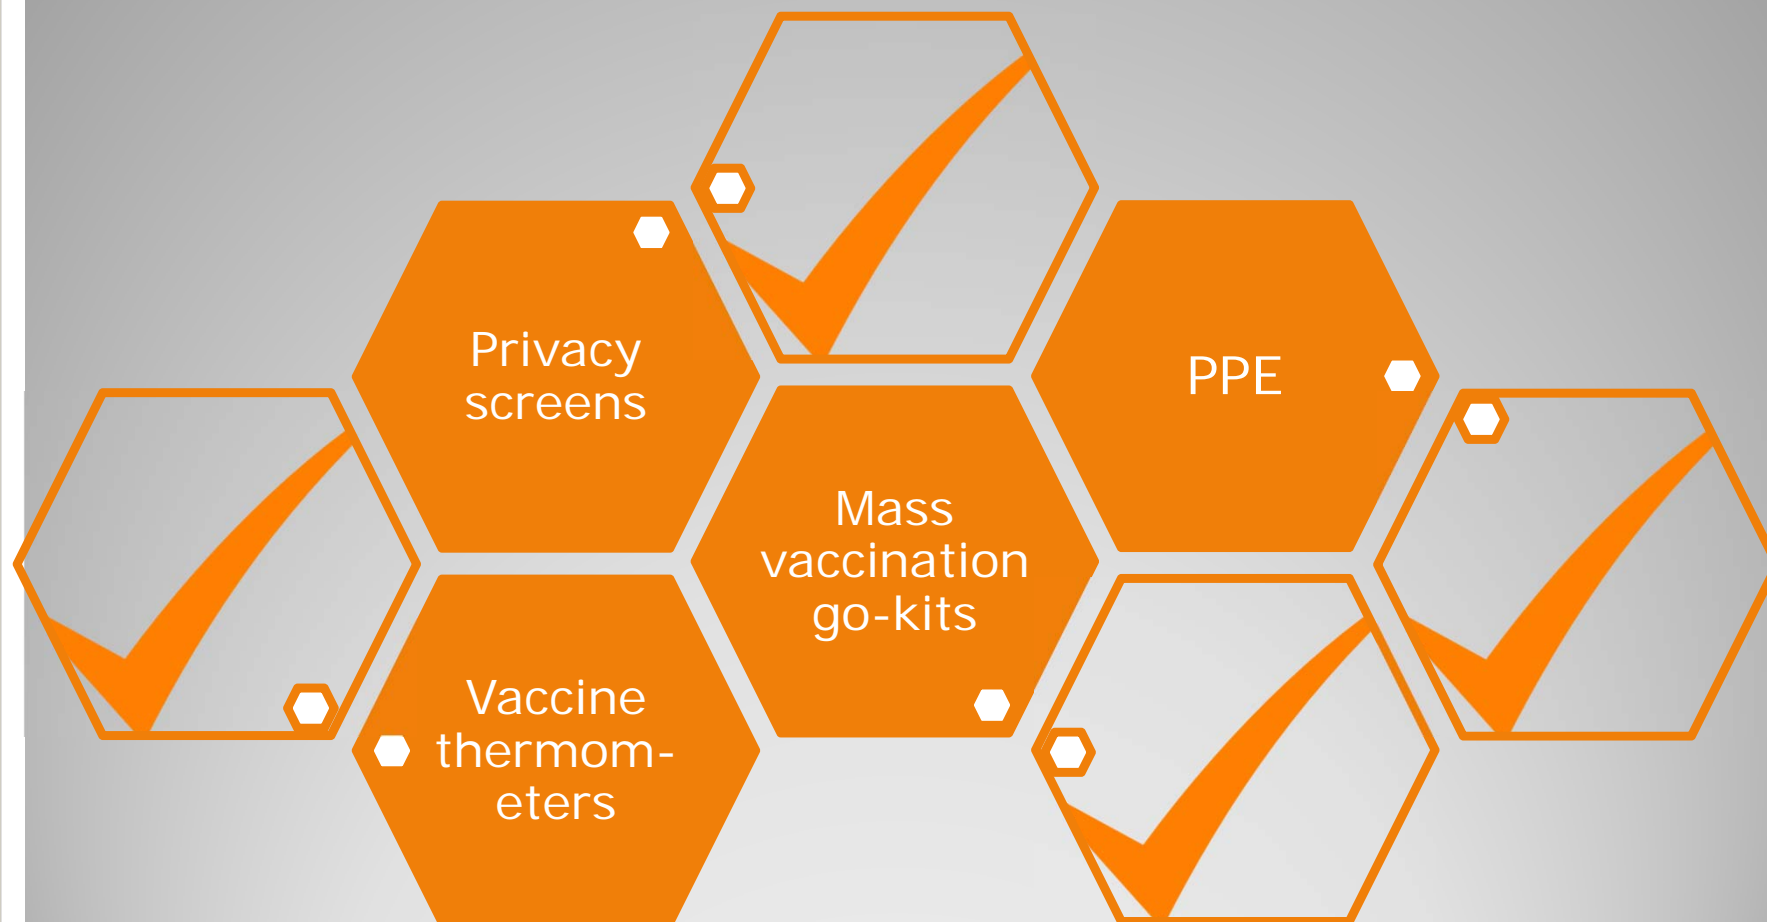 Privacy
screens
PPE
Mass
vaccination
go-kits
Vaccine
thermom-
eters